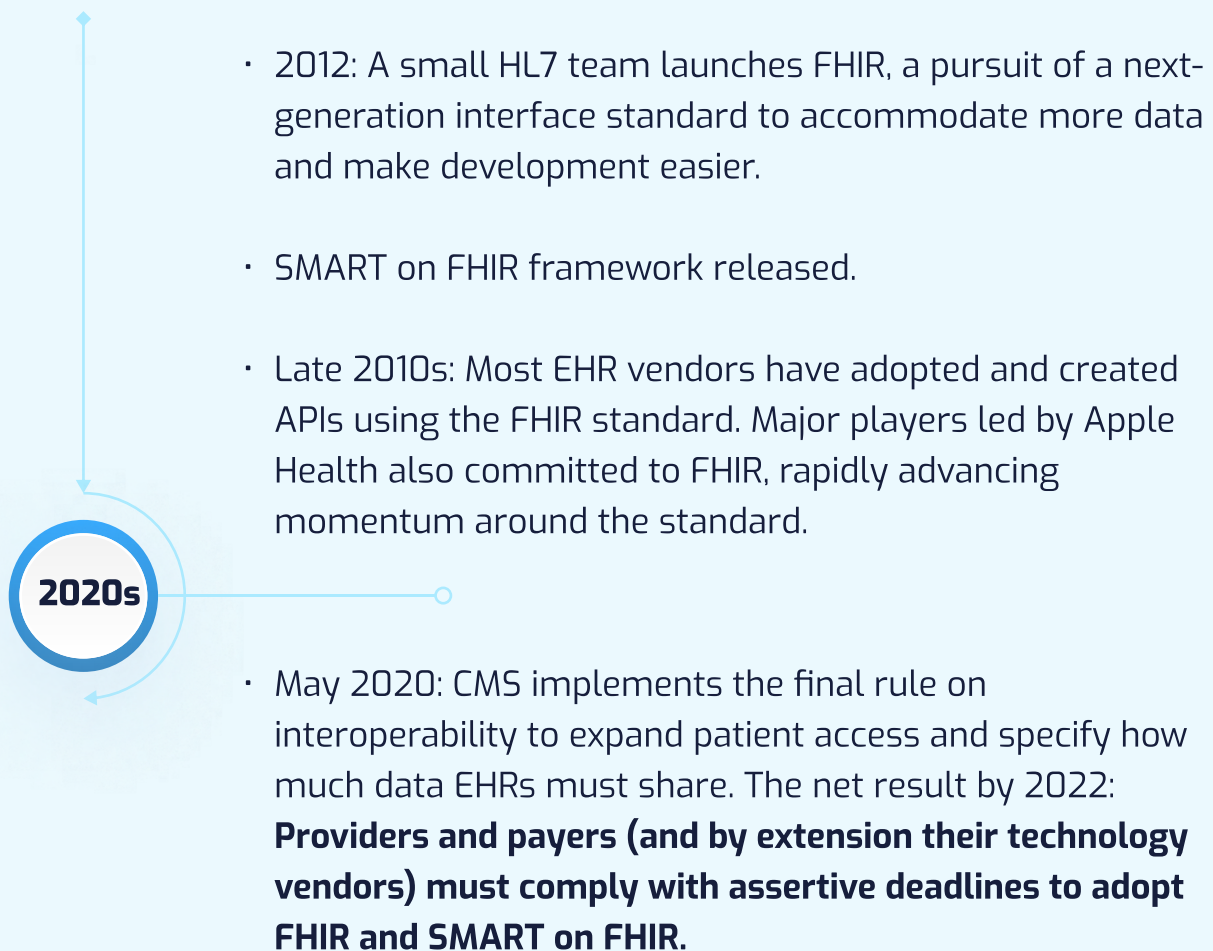 • 2012: A small HL7 team launches FHIR, a pursuit of a next-
generation interface standard to accommodate more data
and make development easier.
• SMART on FHIR framework released.
• Late 2010s: Most EHR vendors have adopted and created
APIs using the FHIR standard. Major players led by Apple
Health also committed to FHIR, rapidly advancing
momentum around the standard.
2020s
• May 2020: CMS implements the final rule on
interoperability to expand patient access and specify how
much data EHRs must share. The net result by 2022:
Providers and payers (and by extension their technology
vendors) must comply with assertive deadlines to adopt
FHIR and SMART on FHIR.